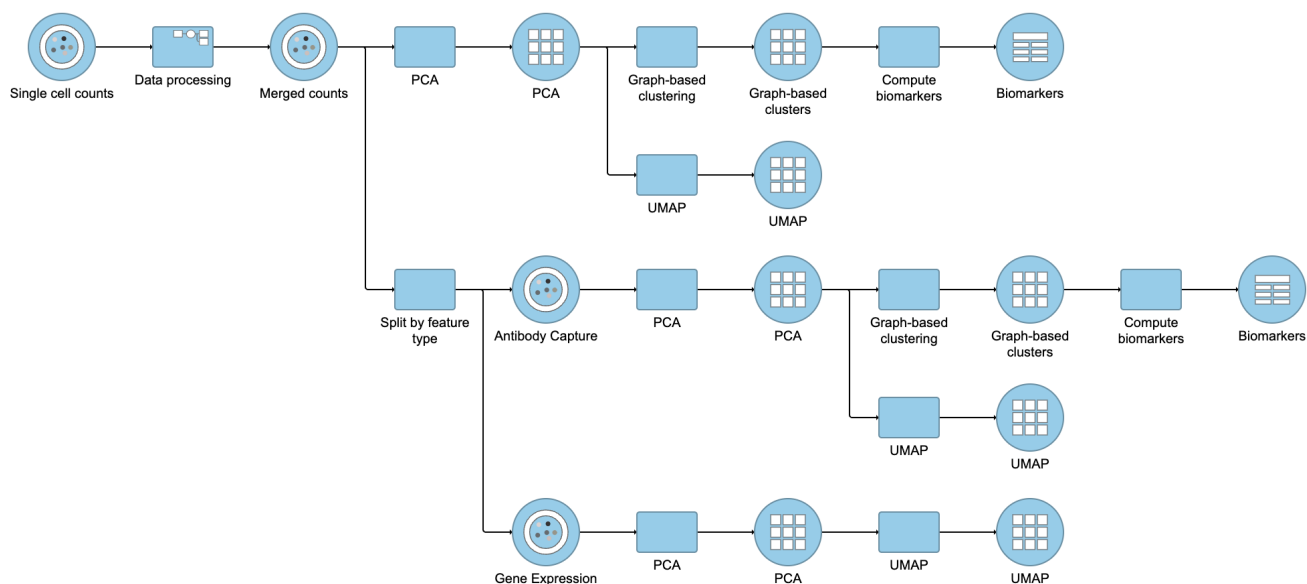 Single cell counts
Data processing
Merged counts
PCA
PCA
Graph-based
clustering
Graph-based
clusters
Compute
biomarkers
Biomarkers
UMAP
UMAP
Split by feature
type
Antibody Capture
PCA
PCA
Graph-based
clustering
Graph-based
clusters
Compute
biomarkers
Biomarkers
UMAP
UMAP
Gene Expression
PCA
PCA
UMAP
UMAP